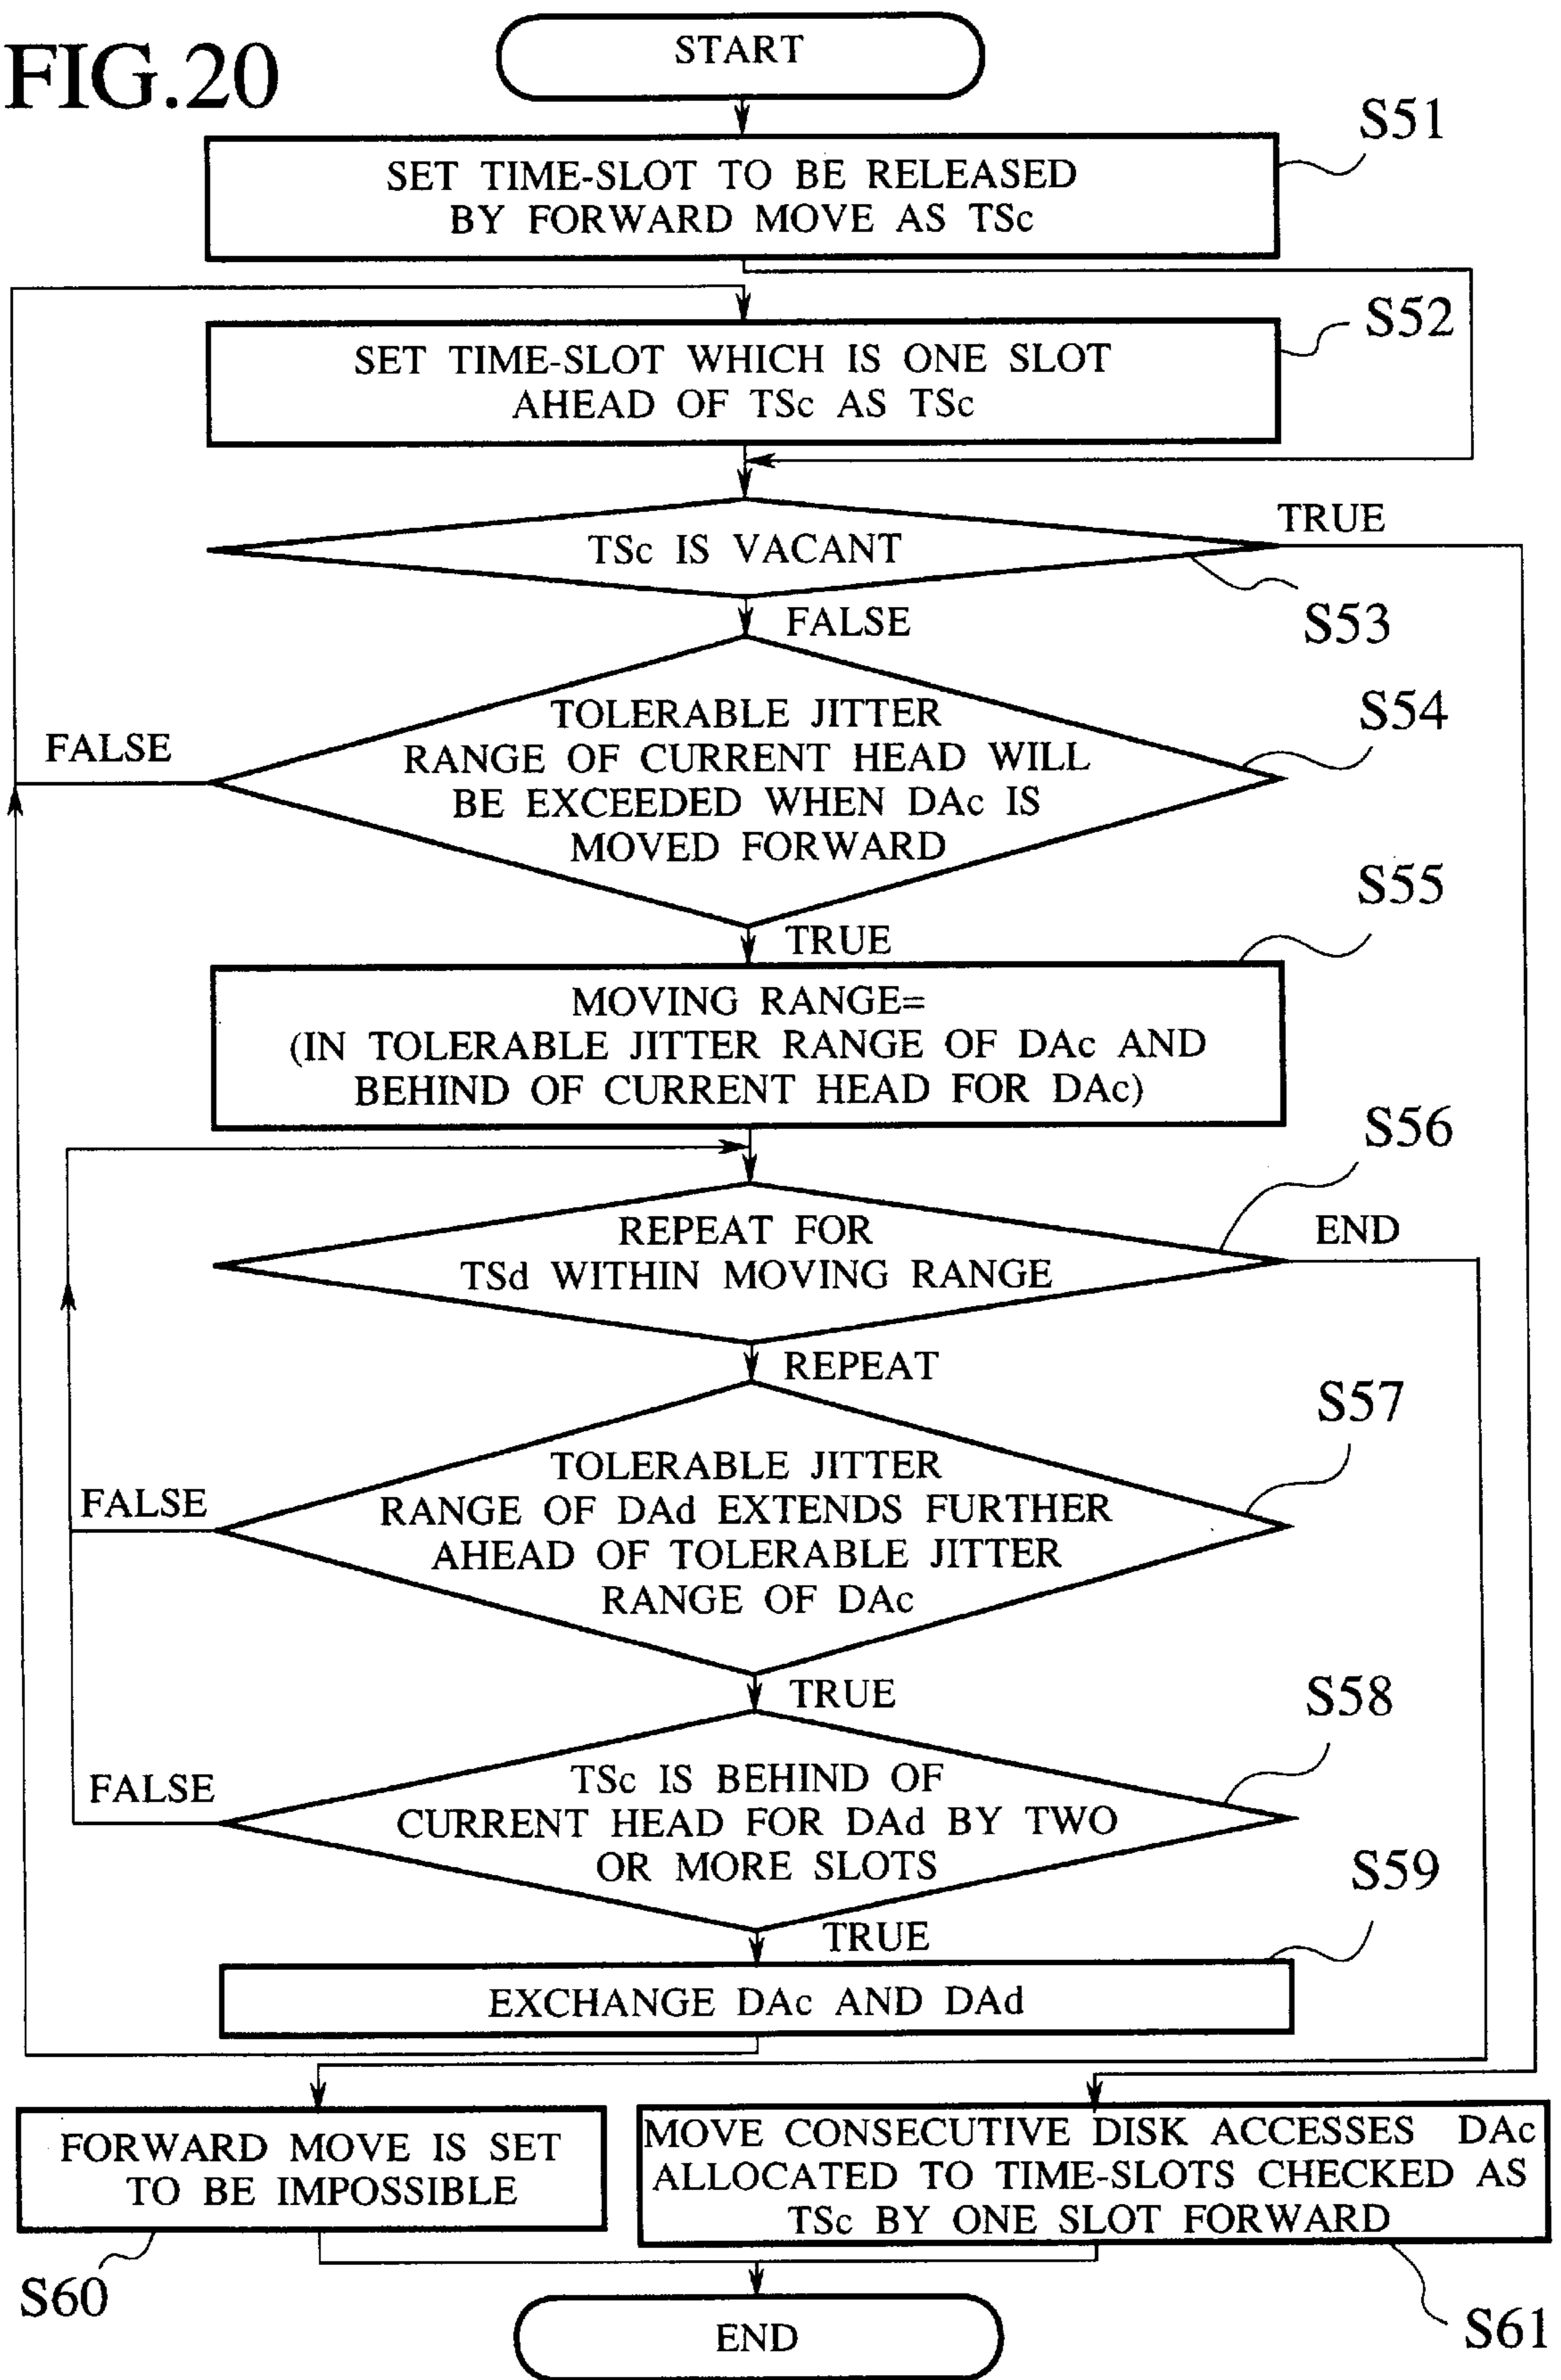 FIG.20
START
S51
SET TIME-SLOT TO BE RELEASED
BY FORWARD MOVE AS TSc
S52
SET TIME-SLOT WHICH IS ONE SLOT
AHEAD OF TSc AS TSc
TRUE
TSc IS VACANT
S53
FALSE
S54
TOLERABLE JITTER
RANGE OF CURRENT HEAD WILL
BE EXCEEDED WHEN DAc IS
MOVED FORWARD
FALSE
S55
TRUE
MOVING RANGE=
(IN TOLERABLE JITTER RANGE OF DAc AND
BEHIND OF CURRENT HEAD FOR DAc)
S56
REPEAT FOR
TSd WITHIN MOVING RANGE
END
REPEAT
S57
TOLERABLE JITTER
RANGE OF DAd EXTENDS FURTHER
AHEAD OF TOLERABLE JITTER
RANGE OF DAc
FALSE
TRUE
S58
TSc IS BEHIND OF
CURRENT HEAD FOR DAd BY TWO
OR MORE SLOTS
FALSE
S59
TRUE
EXCHANGE DAc AND DAd
FORWARD MOVE IS SET
TO BE IMPOSSIBLE
MOVE CONSECUTIVE DISK ACCESSES DAc
ALLOCATED TO TIME-SLOTS CHECKED AS
TSc BY ONE SLOT FORWARD
S60
S61
END